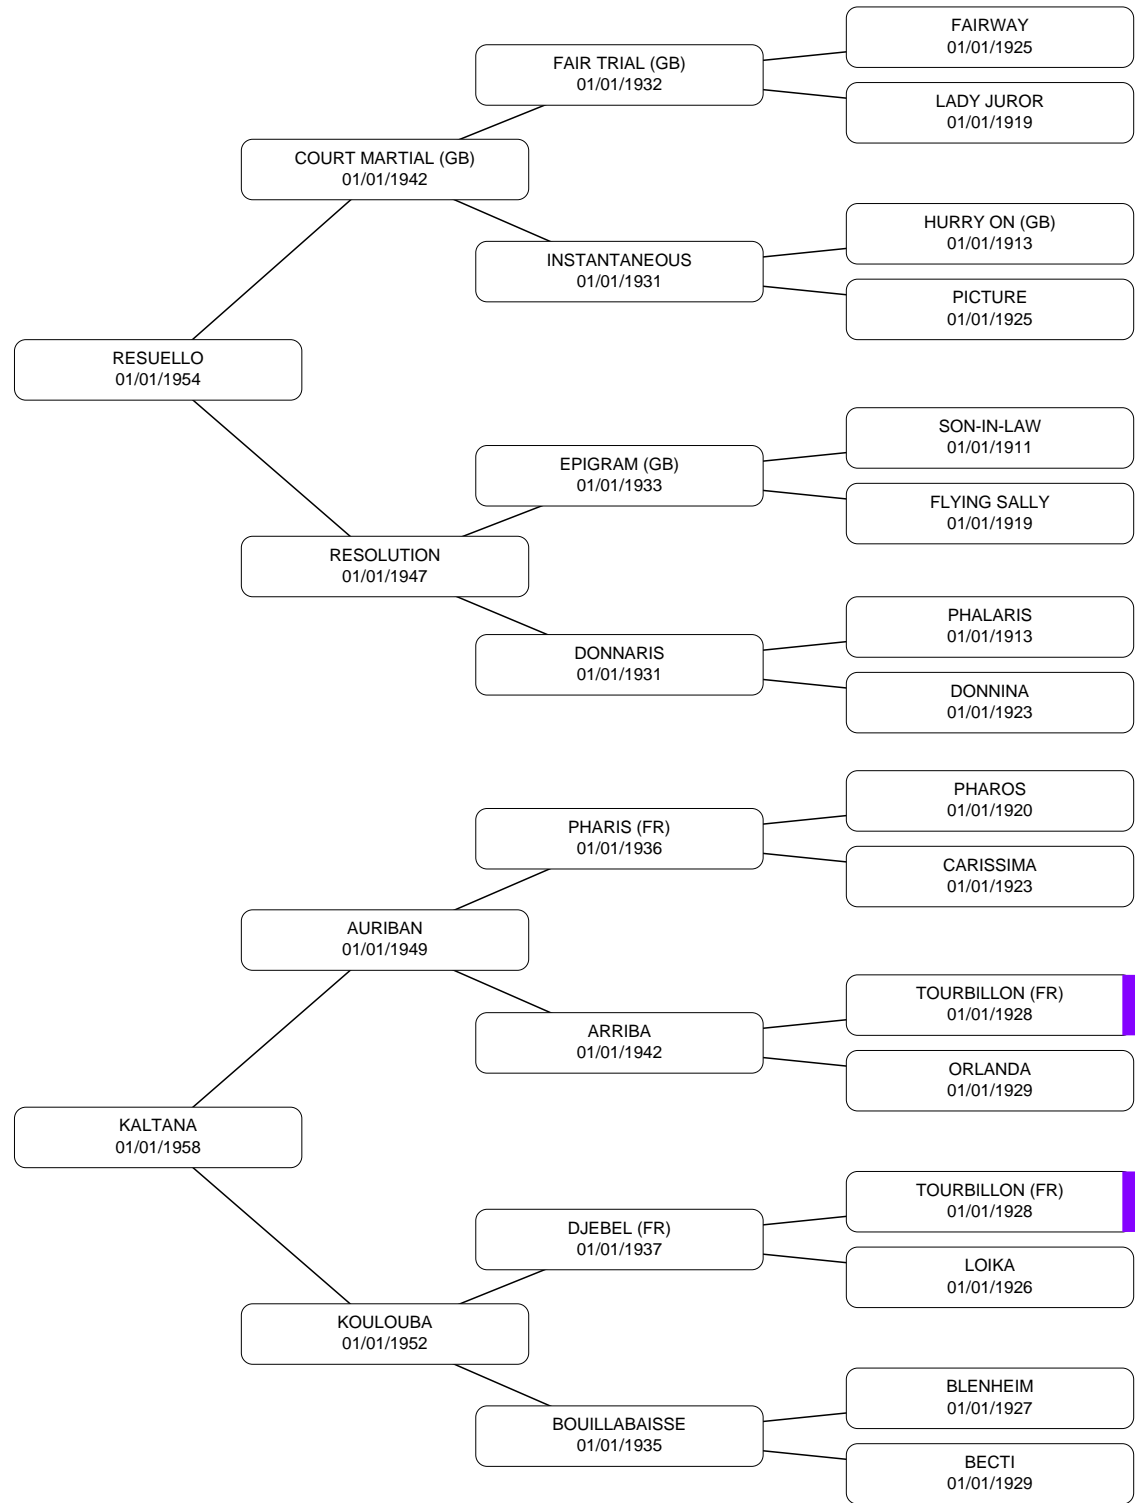 FAIRWAY
01/01/1925
FAIR TRIAL (GB)
01/01/1932
LADY JUROR
01/01/1919
COURT MARTIAL (GB)
01/01/1942
HURRY ON (GB)
01/01/1913
INSTANTANEOUS
01/01/1931
PICTURE
01/01/1925
RESUELLO
01/01/1954
SON-IN-LAW
01/01/1911
EPIGRAM (GB)
01/01/1933
FLYING SALLY
01/01/1919
RESOLUTION
01/01/1947
PHALARIS
01/01/1913
DONNARIS
01/01/1931
DONNINA
01/01/1923
PHAROS
01/01/1920
PHARIS (FR)
01/01/1936
CARISSIMA
01/01/1923
AURIBAN
01/01/1949
TOURBILLON (FR)
01/01/1928
ARRIBA
01/01/1942
ORLANDA
01/01/1929
KALTANA
01/01/1958
TOURBILLON (FR)
01/01/1928
DJEBEL (FR)
01/01/1937
LOIKA
01/01/1926
KOULOUBA
01/01/1952
BLENHEIM
01/01/1927
BOUILLABAISSE
01/01/1935
BECTI
01/01/1929